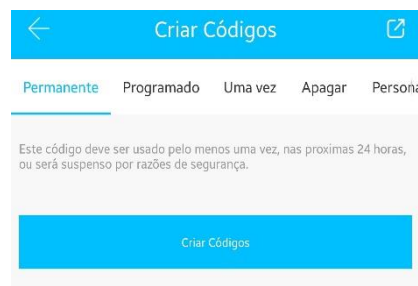 Criar Códigos
Permanente Programado Uma vez Apagar Persona
Este código deve ser usado pelo menos uma vez, nas proximas 24 horas,
ou será suspenso por razões de segurança.
Criar Códigos